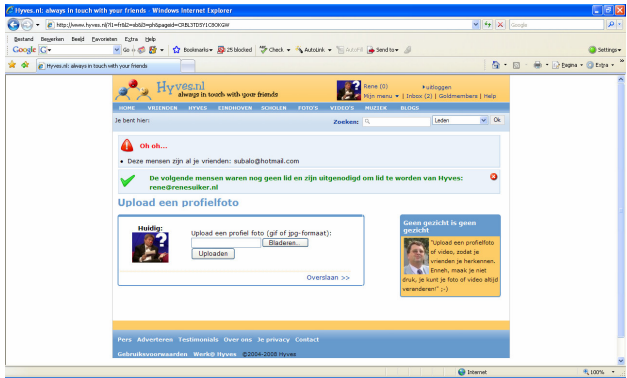 Hyves.nl: always in touch with your friends - Windows Internet Explorer
Google
Bestand Bewerken Beeld Favorieten Extra Help
Google G Go Bookmarks 25 blocked Check AutoLink AutoFill Send to Settings
Hyves.nl: always in touch with your friends
Pagina Extra
Hyves.nl
always in touch with your friends
Rene (0) uitloggen
Mijn menu | Inbox (2) | Goldmembers | Help
HOME VRIENDEN HYVES EINDHOVEN SCHOLEN FOTO'S VIDEO'S MUZIEK BLOGS
Je bent hier:
Zoeken: Leden Ok
Oh oh...
• Deze mensen zijn al je vrienden: subalo@hotmail.com
De volgende mensen waren nog geen lid en zijn uitgenodigd om lid te worden van Hyves:
rene@renesuiker.nl
Upload een profielfoto
Huidig:
Upload een profiel foto (gif of jpg-formaat):
Bladeren...
Uploaden
Overslaan >>
Geen gezicht is geen
gezicht
"Upload een profielfoto
of video, zodat je
vrienden je herkennen.
Enneh, maak je niet
druk, je kunt je foto of video altijd
veranderen!" ;-)
Pers Adverteren Testimonials Over ons Je privacy Contact
Gebruiksvoorwaarden Werk@ Hyves ©2004-2008 Hyves
Internet 100%